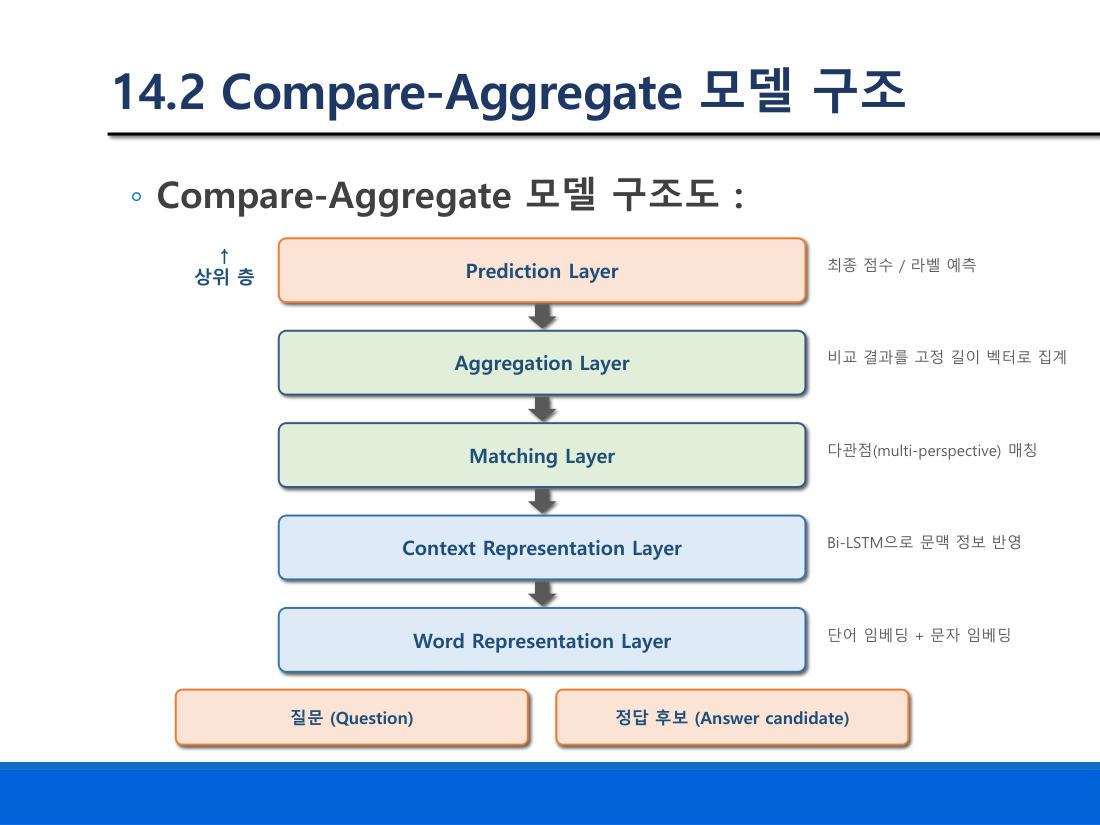 14.2 Compare-Aggregate 모델 구조
◦ Compare-Aggregate 모델 구조도 :
↑
상위 층
Prediction Layer
최종 점수 / 라벨 예측
Aggregation Layer
비교 결과를 고정 길이 벡터로 집계
Matching Layer
다관점(multi-perspective) 매칭
Context Representation Layer
Bi-LSTM으로 문맥 정보 반영
Word Representation Layer
단어 임베딩 + 문자 임베딩
질문 (Question)
정답 후보 (Answer candidate)